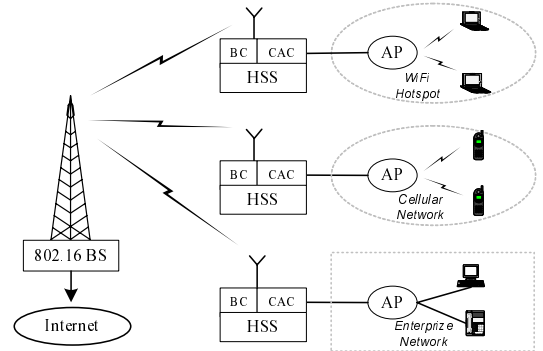 BC CAC
HSS
AP
WiFi
Hotspot
BC CAC
HSS
AP
Cellular
Network
802.16 BS
Internet
BC CAC
HSS
AP
Enterprize
Network